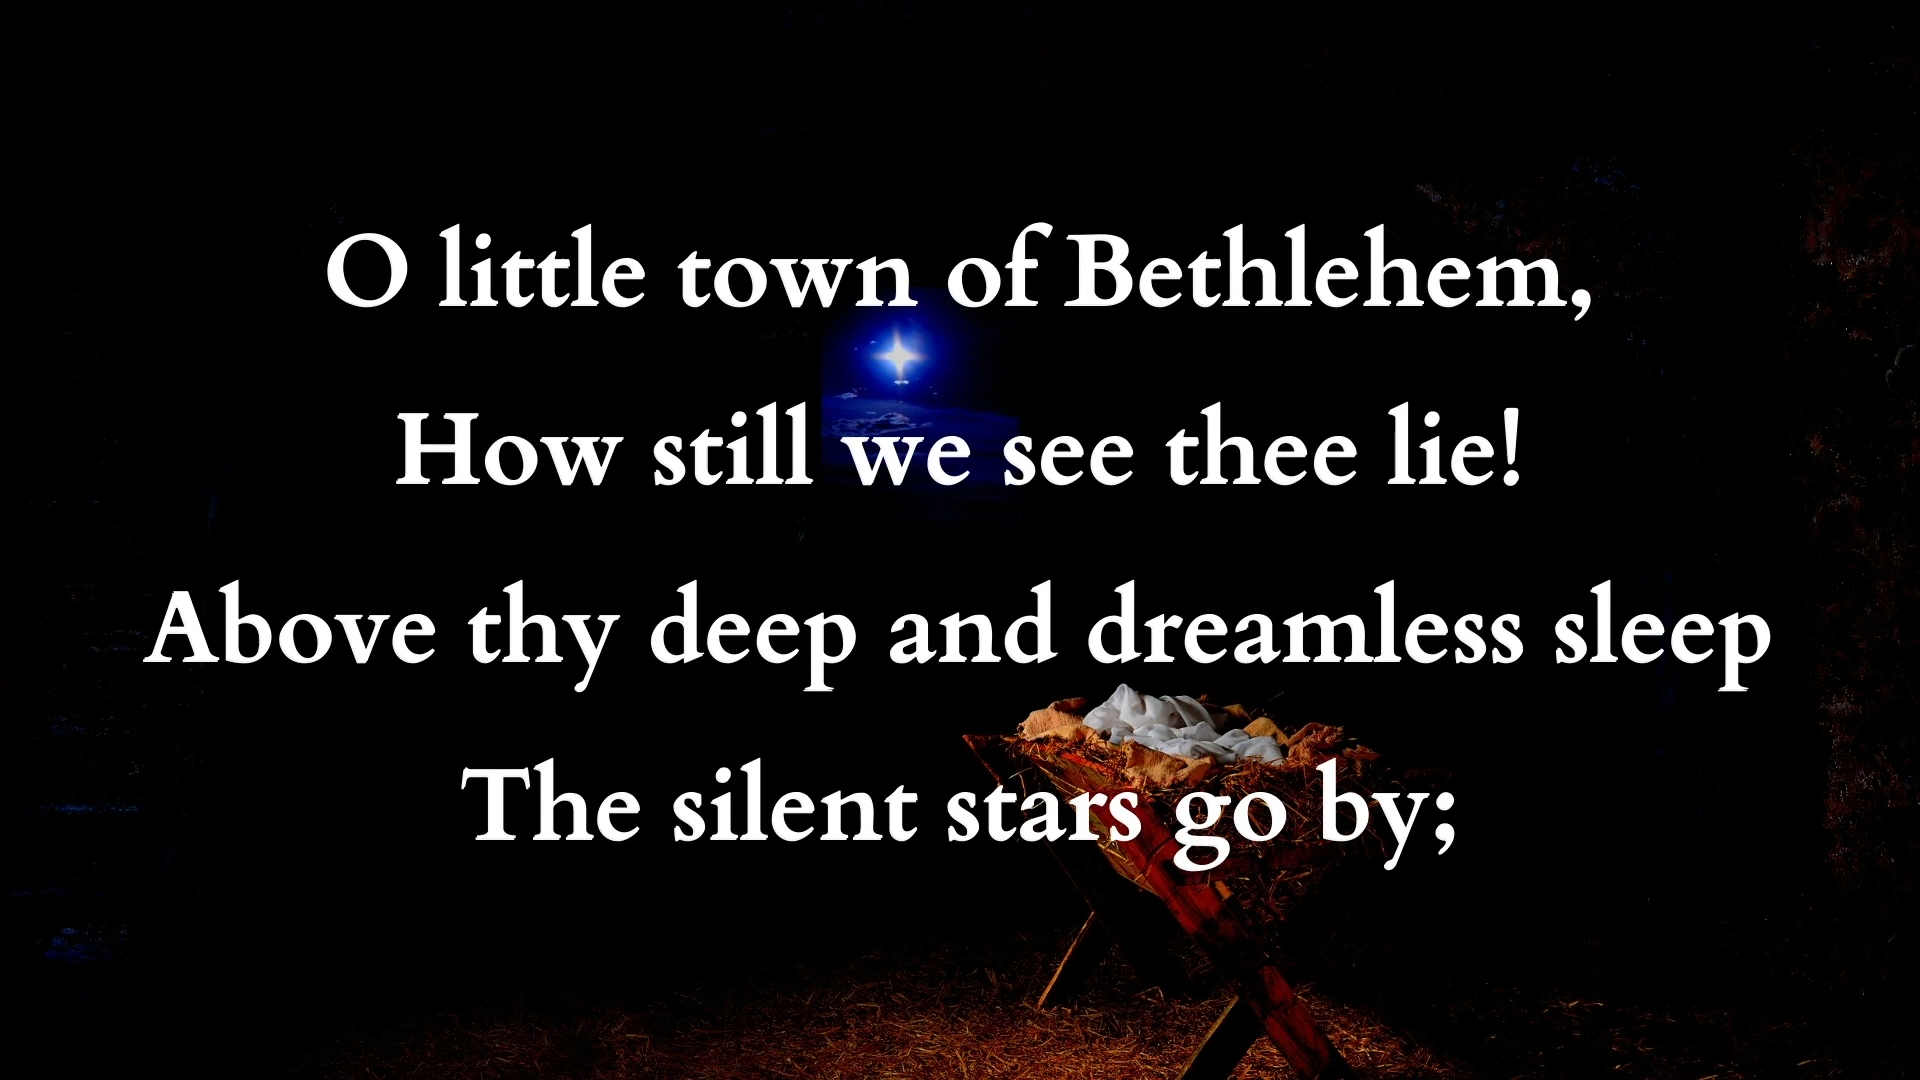 O little town of Bethlehem,
How still we see thee lie!
Above thy deep and dreamless sleep
The silent stars go by;